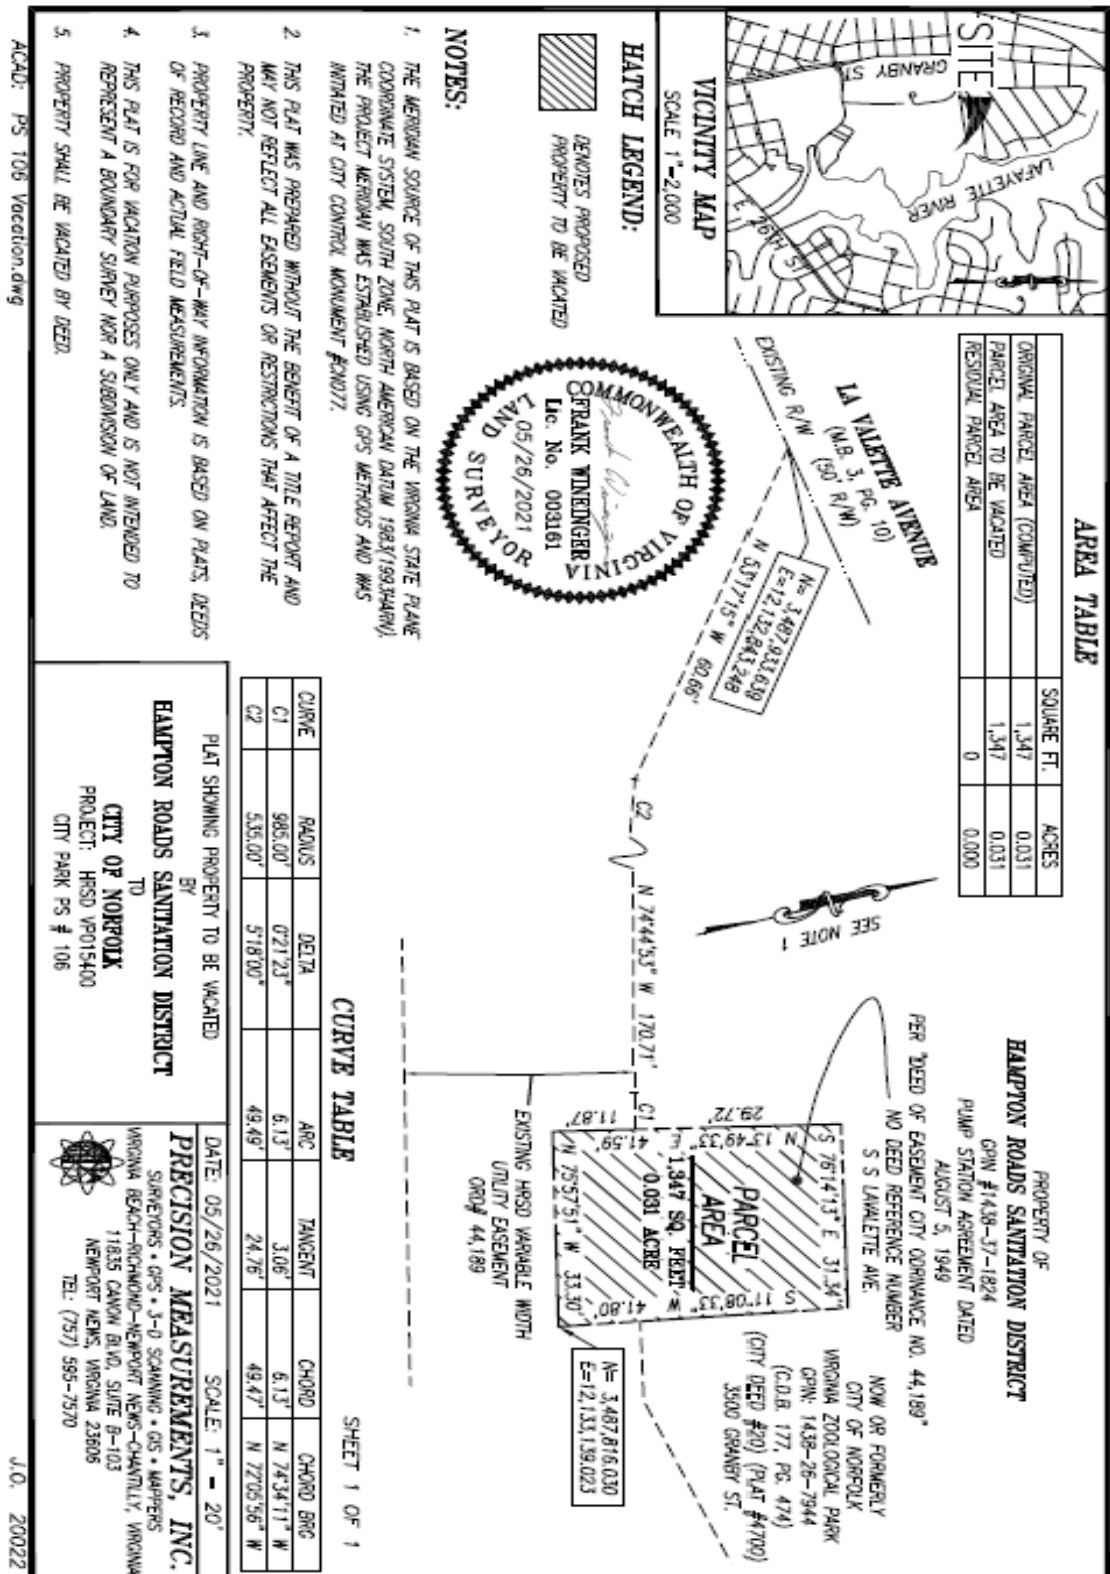 SITE
GRANBY ST.
LAFAYETTE RIVER
E 26TH ST
VICINITY MAP
SCALE 1"=2,000
HATCH LEGEND:
DENOTES PROPOSED
PROPERTY TO BE VACATED
NOTES:
1. THE MERIDIAN SOURCE OF THIS PLAT IS BASED ON THE VIRGINIA STATE PLANE
COORDINATE SYSTEM, SOUTH ZONE, NORTH AMERICAN DATUM 1983/(1993HARN).
THE PROJECT MERIDIAN WAS ESTABLISHED USING GPS METHODS AND WAS
INITIATED AT CITY CONTROL MONUMENT #CN077.
2. THIS PLAT WAS PREPARED WITHOUT THE BENEFIT OF A TITLE REPORT AND
MAY NOT REFLECT ALL EASEMENTS OR RESTRICTIONS THAT AFFECT THE
PROPERTY.
3. PROPERTY LINE AND RIGHT-OF-WAY INFORMATION IS BASED ON PLATS, DEEDS
OF RECORD AND ACTUAL FIELD MEASUREMENTS.
4. THIS PLAT IS FOR VACATION PURPOSES ONLY AND IS NOT INTENDED TO
REPRESENT A BOUNDARY SURVEY NOR A SUBDIVISION OF LAND.
5. PROPERTY SHALL BE VACATED BY DEED.
ACAD: PS 106 Vacation.dwg
AREA TABLE
SQUARE FT. ACRES
ORIGINAL PARCEL AREA (COMPUTED) 1,347 0.031
PARCEL AREA TO BE VACATED 1,347 0.031
RESIDUAL PARCEL AREA 0 0.000
LA VALETTE AVENUE
(M.B. 3, PG. 10)
(50' R/W)
EXISTING R/W
N= 3,487,933.639
E=12,132,843.248
N 53°17'15" W 60.66'
COMMONWEALTH OF VIRGINIA
FRANK WINEINGER
Lic. No. 003161
05/26/2021
LAND SURVEYOR
C2
N 74°44'53" W 170.71'
C1
SEE NOTE 1
PROPERTY OF
HAMPTON ROADS SANITATION DISTRICT
GPIN #1438-37-1824
PUMP STATION AGREEMENT DATED
AUGUST 5, 1949
PER "DEED OF EASEMENT CITY ORDINANCE NO. 44,189"
NO DEED REFERENCE NUMBER
S S LAVALETTE AVE.
NOW OR FORMERLY
CITY OF NORFOLK
VIRGINIA ZOOLOGICAL PARK
GPIN: 1438-26-7944
(C.D.B. 177, PG. 474)
(CITY DEED #20) (PLAT #4700)
3500 GRANBY ST.
S 76°14'13" E 31.34'
29.72'
11.87'
N 13°49'33" E
41.59'
PARCEL
AREA
1,347 SQ. FEET
0.031 ACRE
S 11°08'33" W
41.80'
N 75°57'51" W 33.30'
N= 3,487,816.030
E=12,133,139.023
EXISTING HRSD VARIABLE WIDTH
UTILITY EASEMENT
ORD# 44,189
SHEET 1 OF 1
CURVE TABLE
CURVE RADIUS DELTA ARC TANGENT CHORD CHORD BRG
C1 985.00' 0°21'23" 6.13' 3.06' 6.13' N 74°34'11" W
C2 535.00' 5°18'00" 49.49' 24.76' 49.47' N 72°05'56" W
PLAT SHOWING PROPERTY TO BE VACATED
BY
HAMPTON ROADS SANITATION DISTRICT
TO
CITY OF NORFOLK
PROJECT: HRSD VP015400
CITY PARK PS # 106
DATE: 05/26/2021 SCALE: 1" = 20'
PRECISION MEASUREMENTS, INC.
SURVEYORS • GPS • 3-D SCANNING • GIS • MAPPERS
VIRGINIA BEACH-RICHMOND-NEWPORT NEWS-CHANTILLY, VIRGINIA
11835 CANON BLVD, SUITE B-103
NEWPORT NEWS, VIRGINIA 23606
TEL: (757) 595-7570
J.O. 20022